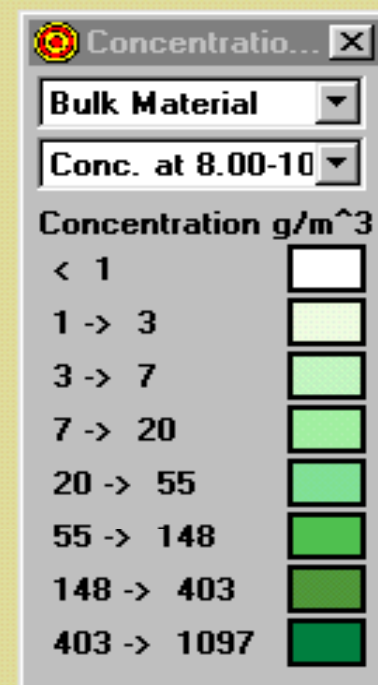 Concentratio...
Bulk Material
Conc. at 8.00-10
Concentration g/m^3
< 1
1 -> 3
3 -> 7
7 -> 20
20 -> 55
55 -> 148
148 -> 403
403 -> 1097